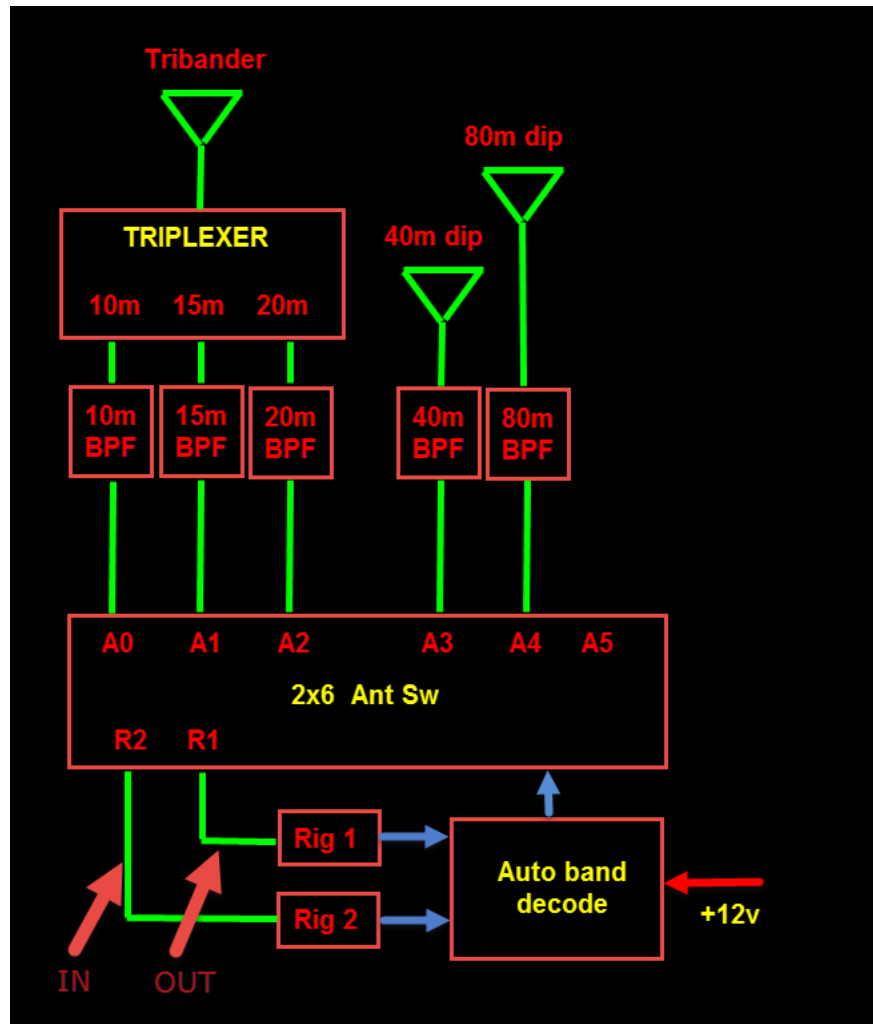 Tribander
80m dip
40m dip
TRIPLEXER
10m 15m 20m
10m BPF
15m BPF
20m BPF
40m BPF
80m BPF
A0 A1 A2 A3 A4 A5
2x6 Ant Sw
R2 R1
Rig 1
Auto band
decode
+12v
Rig 2
IN OUT